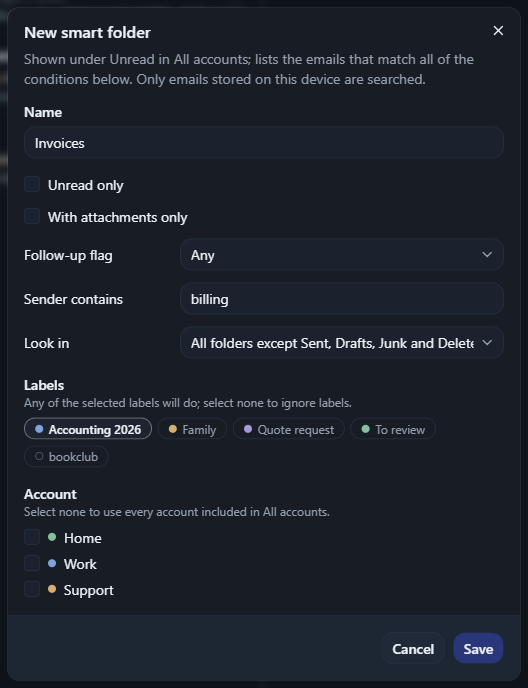 New smart folder
Shown under Unread in All accounts; lists the emails that match all of the
conditions below. Only emails stored on this device are searched.
Name
Invoices
Unread only
With attachments only
Follow-up flag
Any
Sender contains
billing
Look in
All folders except Sent, Drafts, Junk and Delete
Labels
Any of the selected labels will do; select none to ignore labels.
Accounting 2026 Family Quote request To review
bookclub
Account
Select none to use every account included in All accounts.
Home
Work
Support
Cancel Save